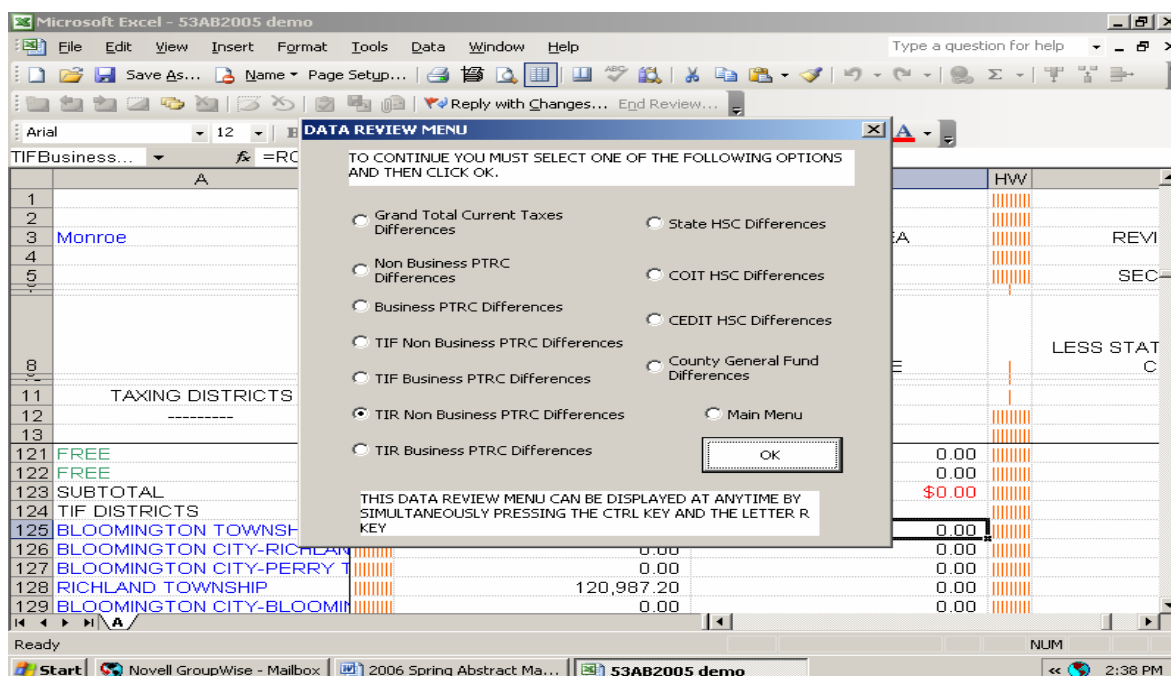 Microsoft Excel - 53AB2005 demo
File Edit View Insert Format Tools Data Window Help
Type a question for help
Save As... Name Page Setup...
Reply with Changes... End Review...
Arial 12
TIFBusiness... fx =RO
A HW
DATA REVIEW MENU
TO CONTINUE YOU MUST SELECT ONE OF THE FOLLOWING OPTIONS
AND THEN CLICK OK.
Grand Total Current Taxes
Differences
Non Business PTRC
Differences
Business PTRC Differences
TIF Non Business PTRC Differences
TIF Business PTRC Differences
TIR Non Business PTRC Differences
TIR Business PTRC Differences
State HSC Differences
COIT HSC Differences
CEDIT HSC Differences
County General Fund
Differences
Main Menu
OK
THIS DATA REVIEW MENU CAN BE DISPLAYED AT ANYTIME BY
SIMULTANEOUSLY PRESSING THE CTRL KEY AND THE LETTER R
KEY
1
2
3 Monroe REVI
4
5 SEC
8 LESS STAT
C
11 TAXING DISTRICTS
12 ---------
13
121 FREE 0.00
122 FREE 0.00
123 SUBTOTAL $0.00
124 TIF DISTRICTS
125 BLOOMINGTON TOWNSH 0.00
126 BLOOMINGTON CITY-RICHLAN 0.00 0.00
127 BLOOMINGTON CITY-PERRY T 0.00 0.00
128 RICHLAND TOWNSHIP 120,987.20 0.00
129 BLOOMINGTON CITY-BLOOMIN 0.00 0.00
A
Ready NUM
Start Novell GroupWise - Mailbox 2006 Spring Abstract Ma... 53AB2005 demo 2:38 PM